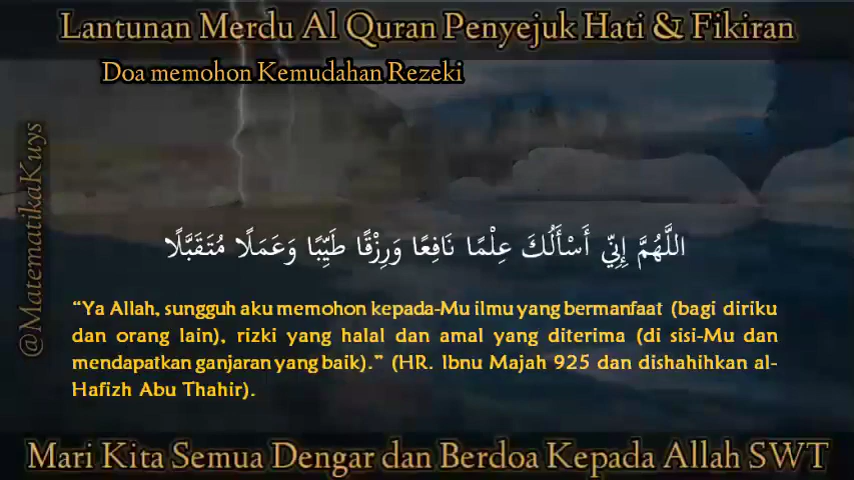 Lantunan Merdu Al Quran Penyejuk Hati & Fikiran
Doa memohon Kemudahan Rezeki
@MatematikaKuys
اللَّهُمَّ إِنِّي أَسْأَلُكَ عِلْمًا نَافِعًا وَرِزْقًا طَيِّبًا وَعَمَلًا مُتَقَبَّلًا
“Ya Allah, sungguh aku memohon kepada-Mu ilmu yang bermanfaat (bagi diriku
dan orang lain), rizki yang halal dan amal yang diterima (di sisi-Mu dan
mendapatkan ganjaran yang baik).” (HR. Ibnu Majah 925 dan dishahihkan al-
Hafizh Abu Thahir).
Mari Kita Semua Dengar dan Berdoa Kepada Allah SWT